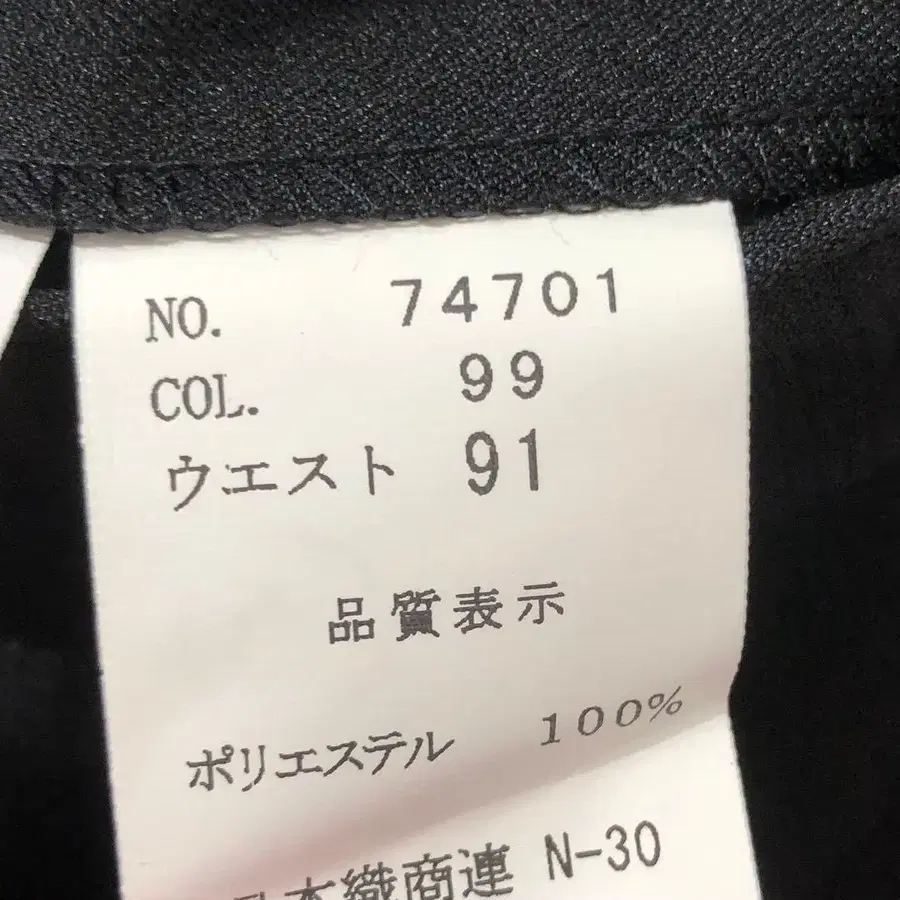 NO. 74701
COL. 99
ウエスト 91
品質表示
ポリエステル 100%
本織商連 N-30